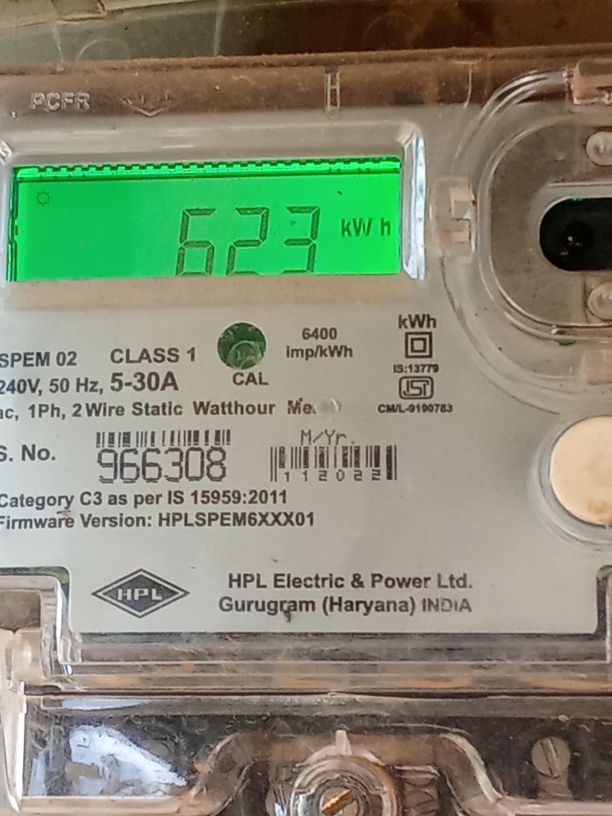 PCFR
623 kWh
6400
imp/kWh
kWh
SPEM 02 CLASS 1
CAL
IS:13779
240V, 50 Hz, 5-30A
CM/L-9190783
ac, 1Ph, 2 Wire Static Watthour
M/Yr.
S. No. 966308
112022
Category C3 as per IS 15959:2011
Firmware Version: HPLSPEM6XXX01
HPL
HPL Electric & Power Ltd.
Gurugram (Haryana) INDIA